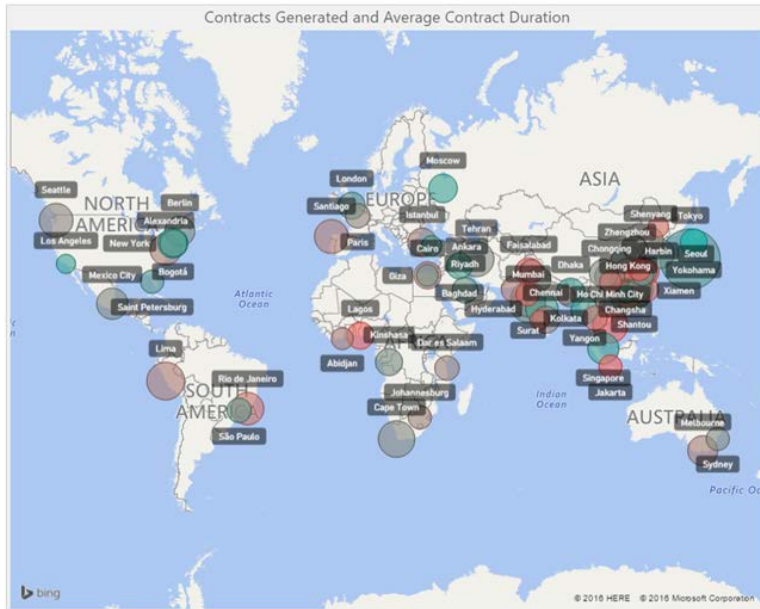 Contracts Generated and Average Contract Duration
Moscow
London
ASIA
Seattle
Berlin
EUROPE
NORTH
AMERICA
Santiago
Istanbul
Shenyang
Tokyo
Alexandria
Tehran
Zhengzhou
Los Angeles
New York
Paris
Cairo
Ankara
Faisalabad
Chongqing
Harbin
Seoul
Mexico City
Bogotá
Giza
Riyadh
Mumbai
Dhaka
Hong Kong
Yokohama
Atlantic
Ocean
Saint Petersburg
Baghdad
Chennai
Ho Chi Minh City
Xiamen
Lagos
Hyderabad
Kolkata
Changsha
Surat
Shantou
Kinshasa
Dar es Salaam
Yangon
Lima
Abidjan
Rio de Janeiro
Singapore
SOUTH
AMERICA
Johannesburg
Indian
Ocean
Jakarta
Cape Town
AUSTRALIA
Melbourne
São Paulo
Sydney
Pacific Oc
bing
© 2016 HERE © 2016 Microsoft Corporation